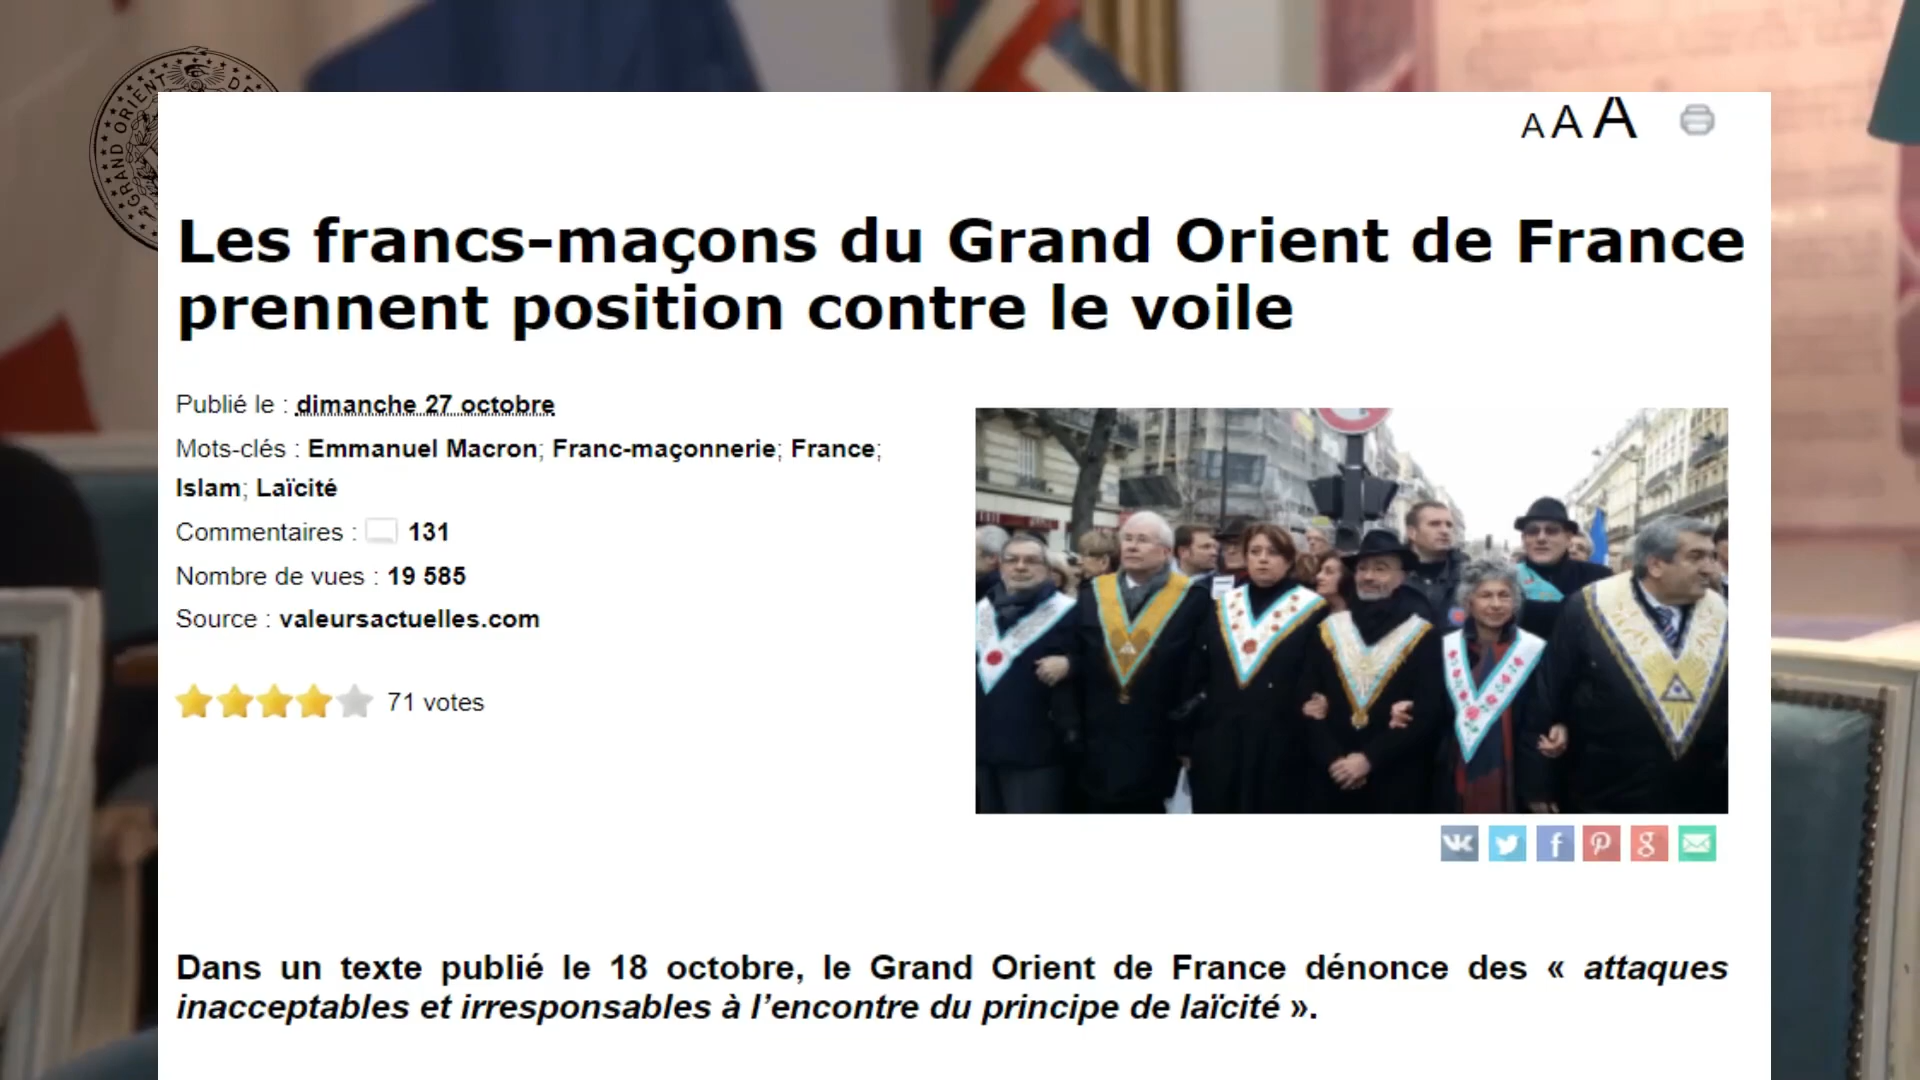 GRAND ORIENT DE
A A A
Les francs-maçons du Grand Orient de France
prennent position contre le voile
Publié le : dimanche 27 octobre
Mots-clés : Emmanuel Macron; Franc-maçonnerie; France;
Islam; Laïcité
Commentaires : 131
Nombre de vues : 19 585
Source : valeursactuelles.com
71 votes
Dans un texte publié le 18 octobre, le Grand Orient de France dénonce des « attaques
inacceptables et irresponsables à l’encontre du principe de laïcité ».